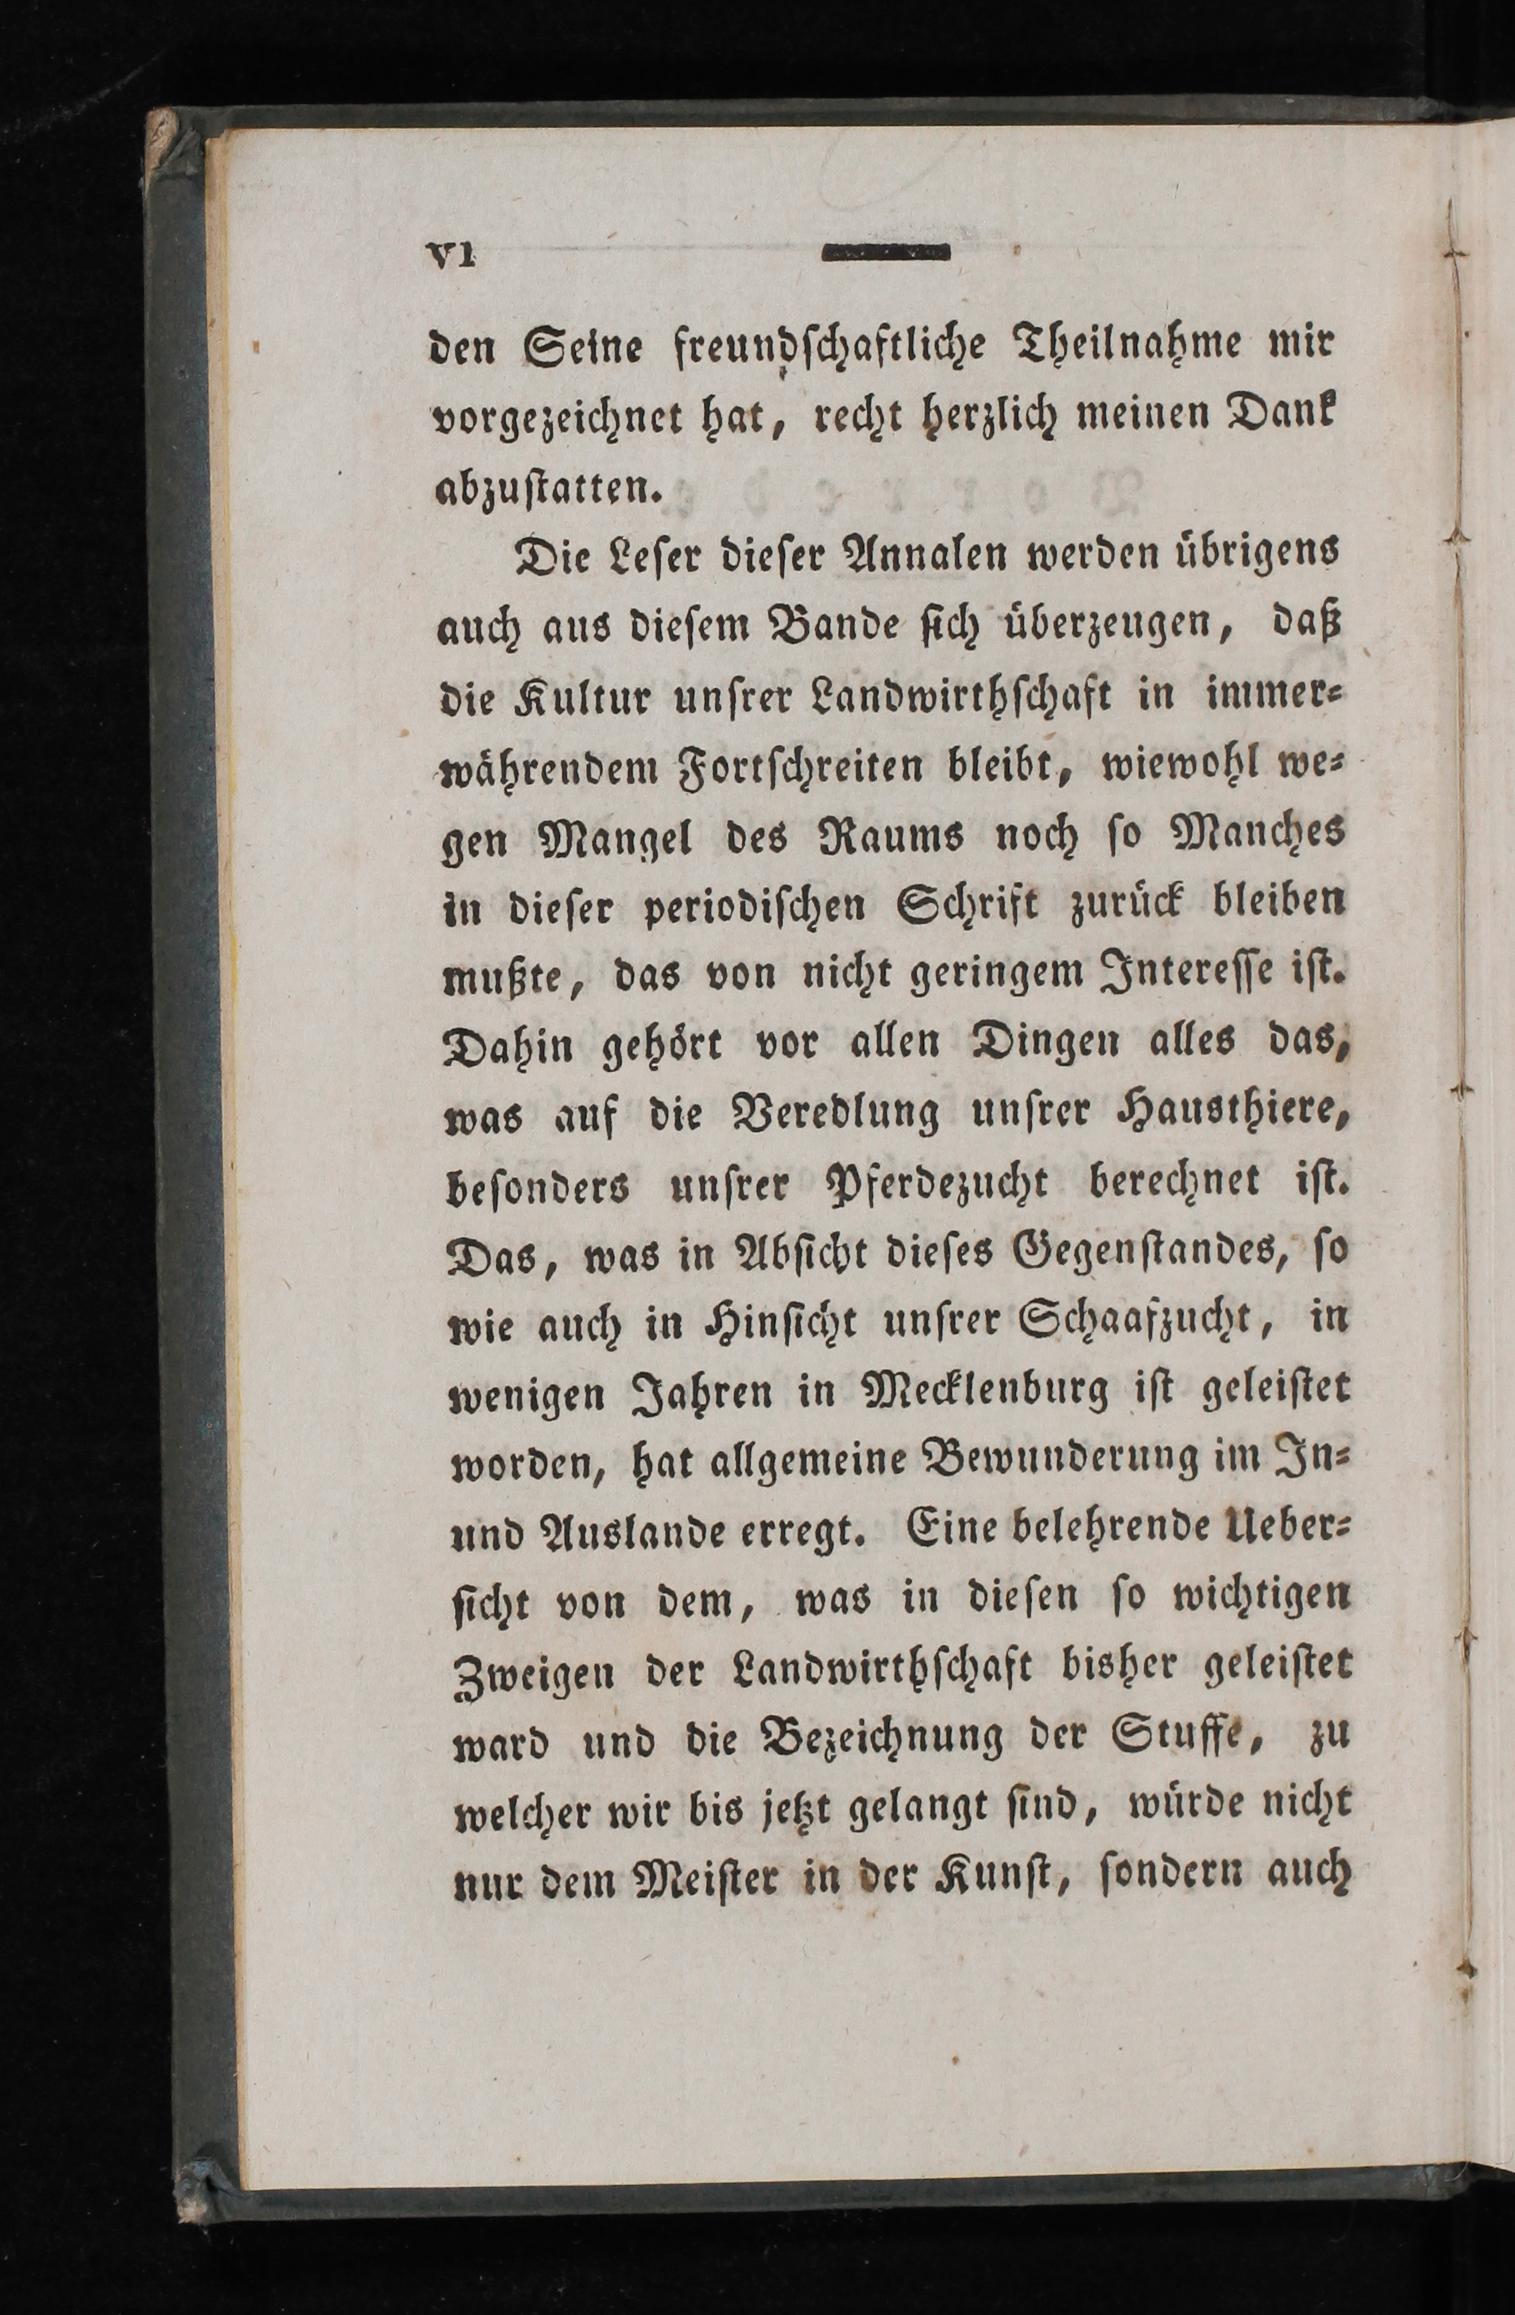 VI
den Seine freundſchaftliche Theilnahme mir
vorgezeichnet hat, recht herzlich meinen Dank
abzuſtatten.
Die Leſer dieſer Annalen werden übrigens
auch aus dieſem Bande ſich überzeugen, daß
die Kultur unſrer Landwirthſchaft in immer⸗
währendem Fortſchreiten bleibt, wiewohl we⸗
gen Mangel des Raums noch ſo Manches
in dieſer periodiſchen Schrift zurück bleiben
mußte, das von nicht geringem Intereſſe iſt.
Dahin gehört vor allen Dingen alles das,
was auf die Veredlung unſrer Hausthiere,
beſonders unſrer Pferdezucht berechnet iſt.
Das, was in Abſicht dieſes Gegenſtandes, ſo
wie auch in Hinſicht unſrer Schaafzucht, in
wenigen Jahren in Mecklenburg iſt geleiſtet
worden, hat allgemeine Bewunderung im In⸗
und Auslande erregt. Eine belehrende Ueber⸗
ſicht von dem, was in dieſen ſo wichtigen
Zweigen der Landwirthſchaft bisher geleiſtet
ward und die Bezeichnung der Stuffe, zu
welcher wir bis jetzt gelangt ſind, würde nicht
nur dem Meiſter in der Kunſt, ſondern auch